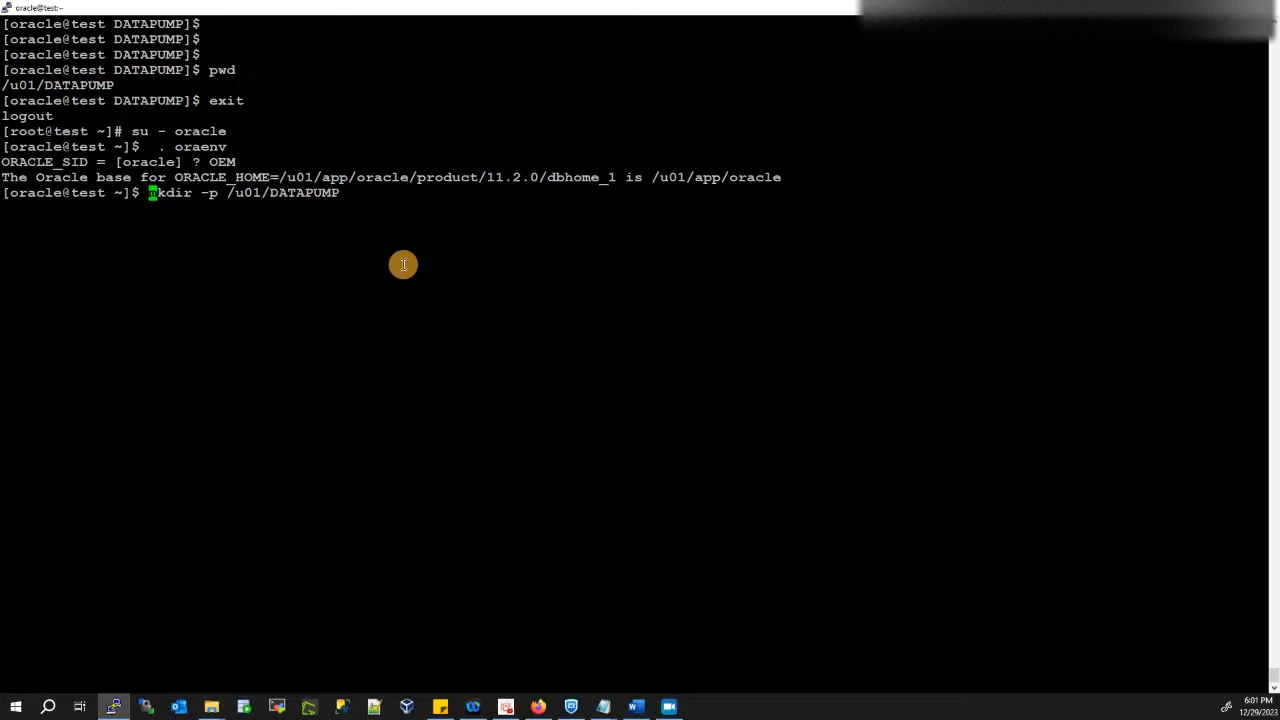 oracle@test:~
[oracle@test DATAPUMP]$
[oracle@test DATAPUMP]$
[oracle@test DATAPUMP]$
[oracle@test DATAPUMP]$ pwd
/u01/DATAPUMP
[oracle@test DATAPUMP]$ exit
logout
[root@test ~]# su - oracle
[oracle@test ~]$  . oraenv
ORACLE_SID = [oracle] ? OEM
The Oracle base for ORACLE_HOME=/u01/app/oracle/product/11.2.0/dbhome_1 is /u01/app/oracle
[oracle@test ~]$ mkdir -p /u01/DATAPUMP
6:01 PM
12/29/2023